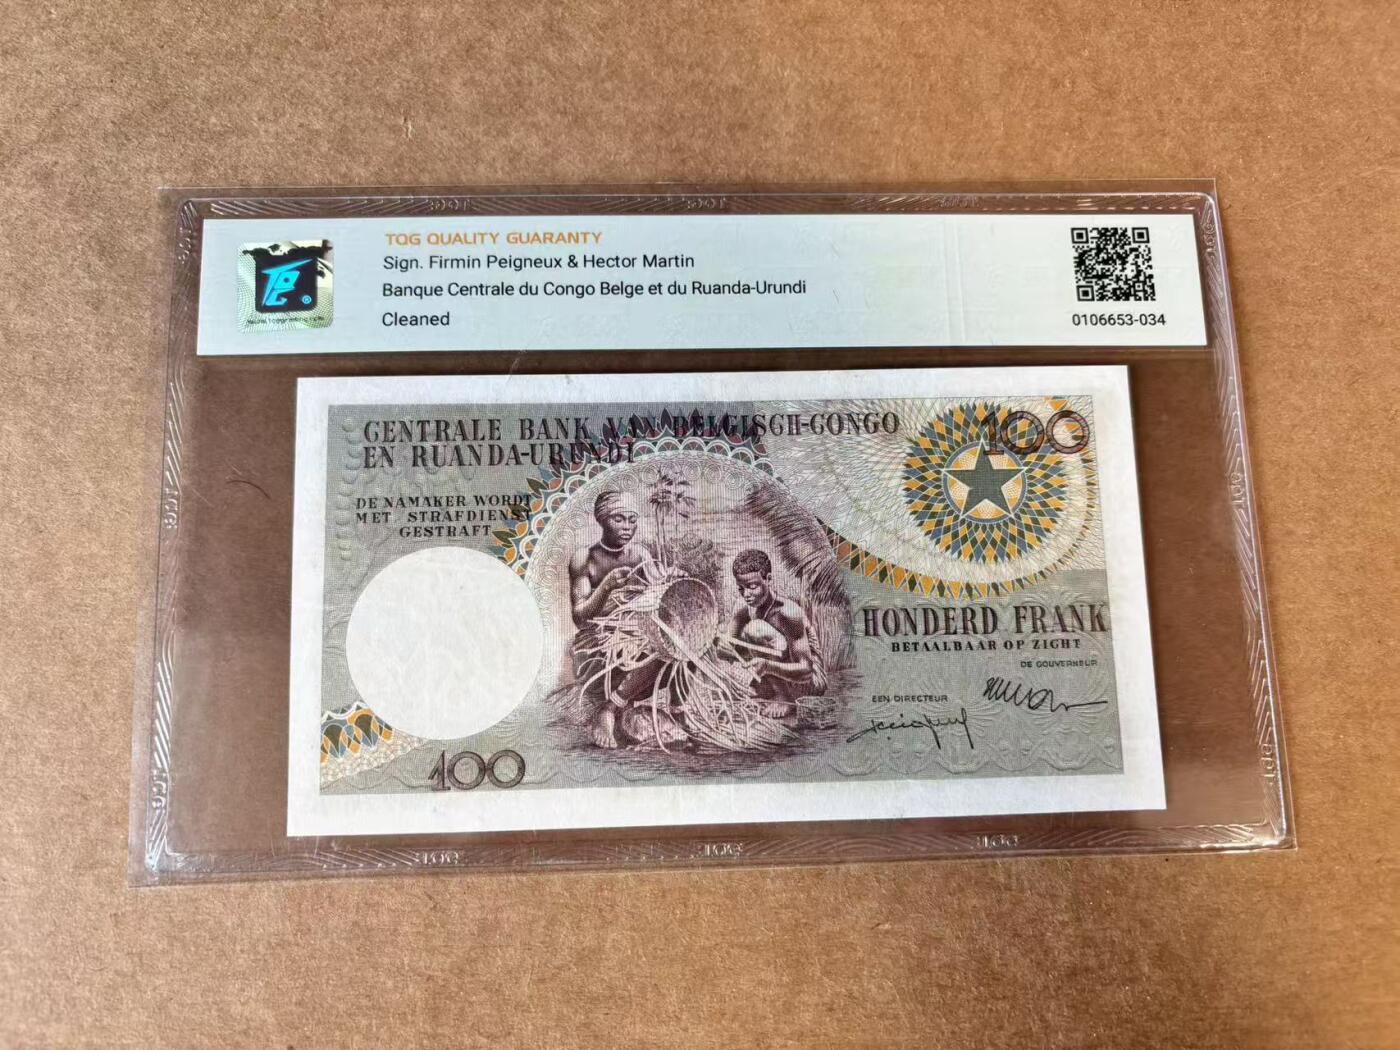 TQG QUALITY GUARANTY
Sign. Firmin Peigneux & Hector Martin
Banque Centrale du Congo Belge et du Ruanda-Urundi
Cleaned
0106653-034
CENTRALE BANK VAN BELGISCH-CONGO
EN RUANDA-URUNDI
100
DE NAMAKER WORDT
MET STRAFDIENST
GESTRAFT
HONDERD FRANK
BETAALBAAR OP ZICHT
DE GOUVERNEUR
EEN DIRECTEUR
100